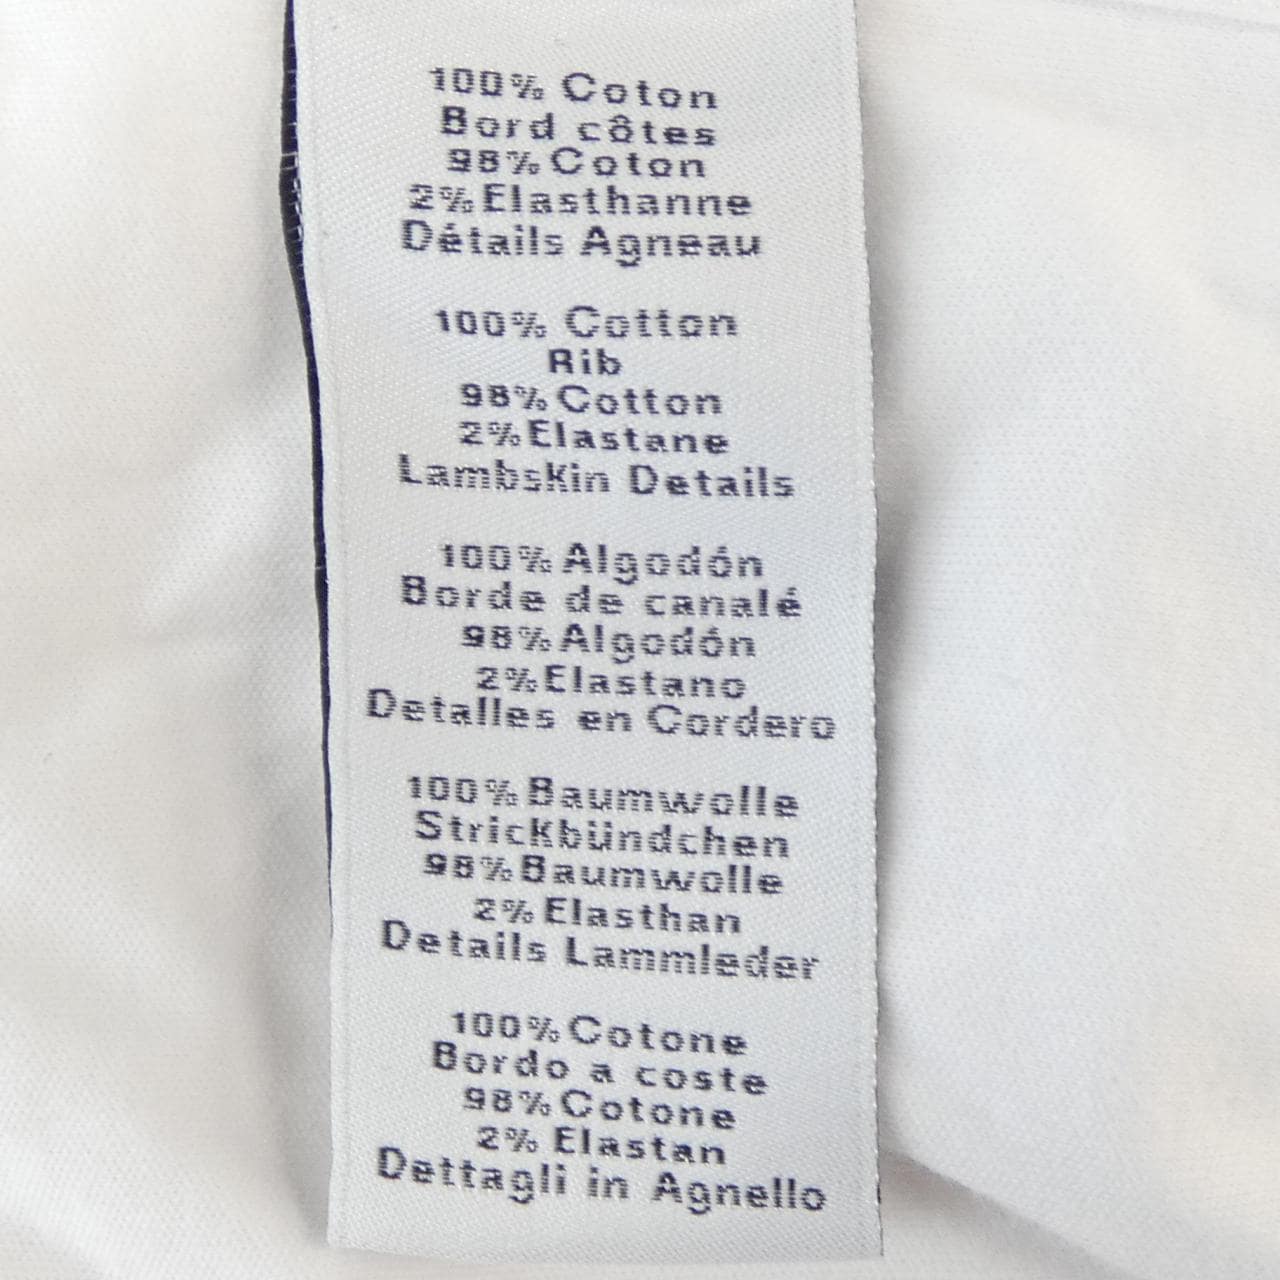 100% Coton
Bord côtes
98% Coton
2% Elasthanne
Détails Agneau
100% Cotton
Rib
98% Cotton
2% Elastane
Lambskin Details
100% Algodón
Borde de canalé
98% Algodón
2% Elastano
Detalles en Cordero
100% Baumwolle
Strickbündchen
98% Baumwolle
2% Elasthan
Details Lammleder
100% Cotone
Bordo a coste
98% Cotone
2% Elastan
Dettagli in Agnello